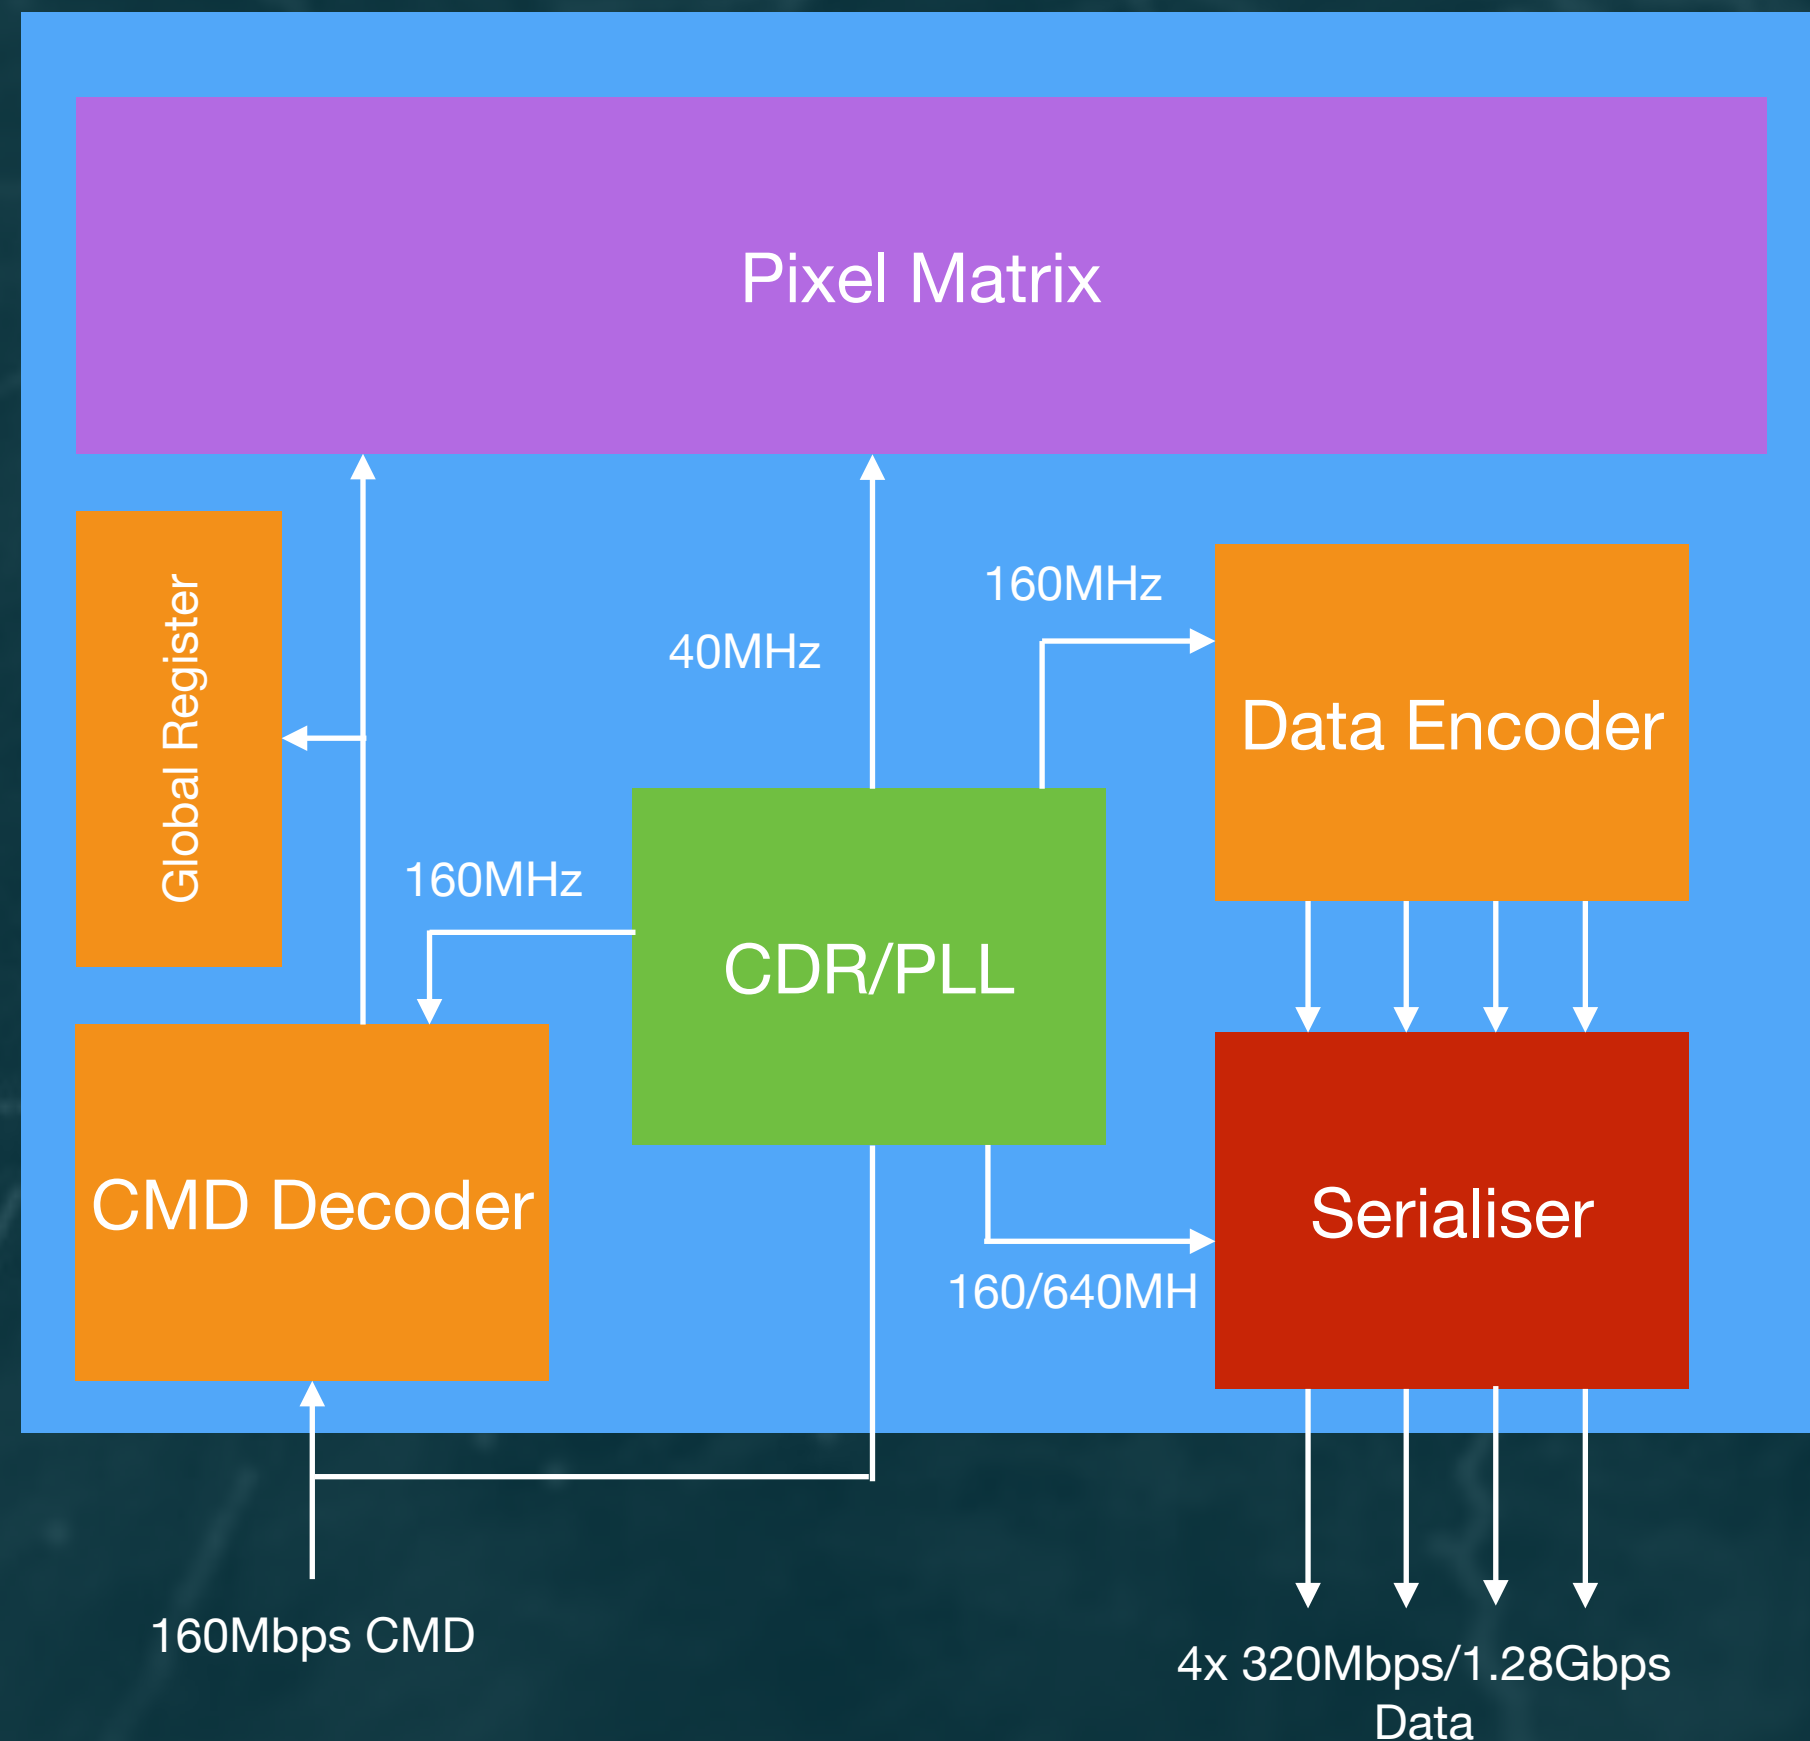 Pixel Matrix
Global Register
40MHz
160MHz
Data Encoder
160MHz
CDR/PLL
CMD Decoder
Serialiser
160/640MH
160Mbps CMD
4x 320Mbps/1.28Gbps
Data